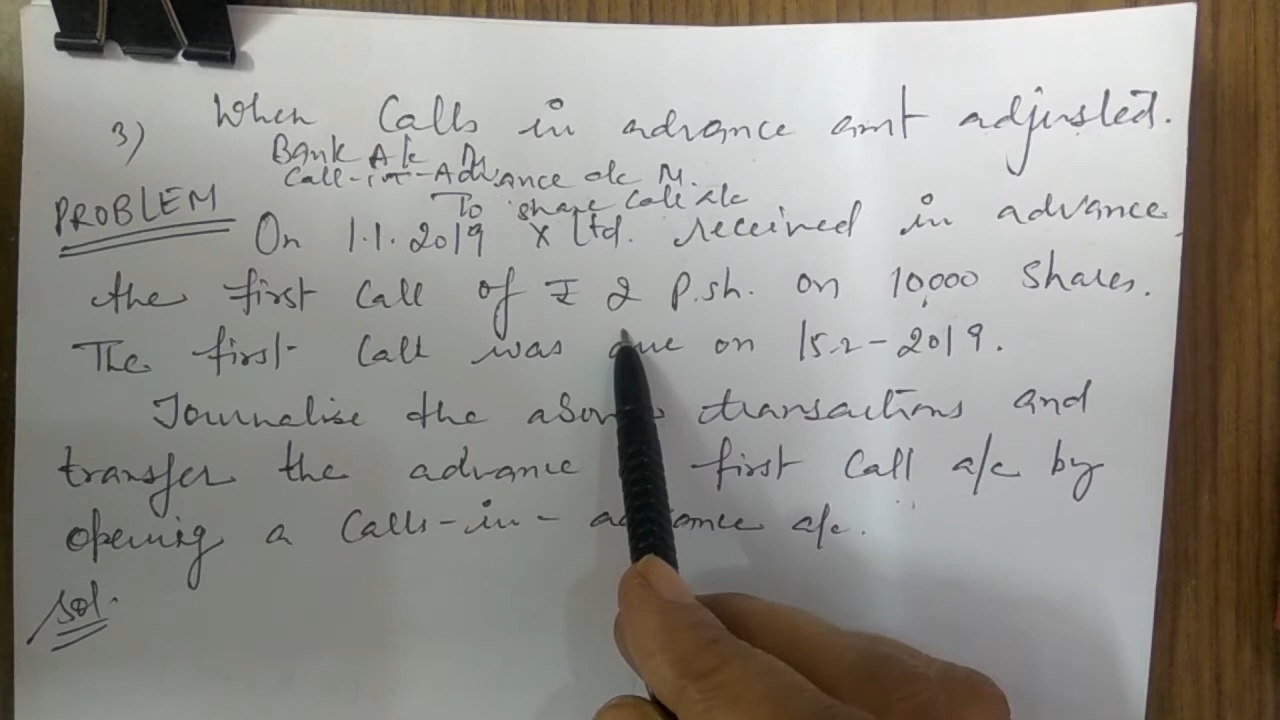 3) When Calls in advance amt adjusted.
Bank A/c Dr
Call-in-Advance a/c Dr.
To share Call a/c
PROBLEM
On 1.1.2019 X Ltd. received in advance
the first Call of ₹ 2 P.sh. on 10,000 Shares.
The first Call was due on 15.2-2019.
Journalise the above transactions and
transfer the advance first Call a/c by
opening a Calls-in-advance a/c.
Sol.